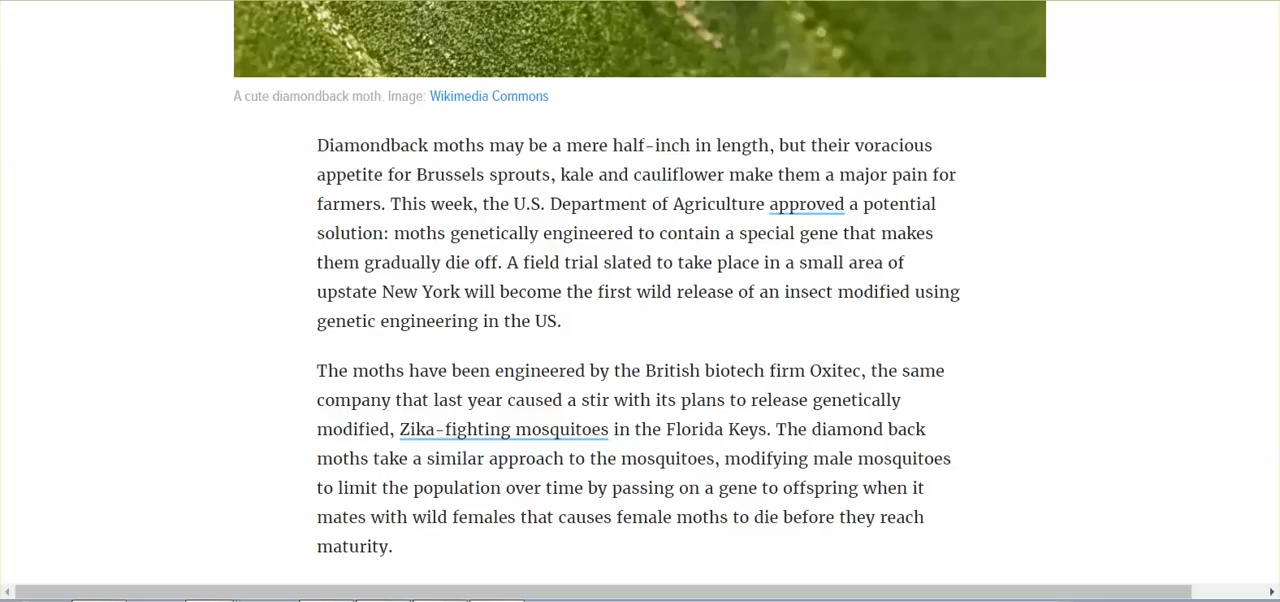 A cute diamondback moth. Image: Wikimedia Commons
Diamondback moths may be a mere half-inch in length, but their voracious
appetite for Brussels sprouts, kale and cauliflower make them a major pain for
farmers. This week, the U.S. Department of Agriculture approved a potential
solution: moths genetically engineered to contain a special gene that makes
them gradually die off. A field trial slated to take place in a small area of
upstate New York will become the first wild release of an insect modified using
genetic engineering in the US.
The moths have been engineered by the British biotech firm Oxitec, the same
company that last year caused a stir with its plans to release genetically
modified, Zika-fighting mosquitoes in the Florida Keys. The diamond back
moths take a similar approach to the mosquitoes, modifying male mosquitoes
to limit the population over time by passing on a gene to offspring when it
mates with wild females that causes female moths to die before they reach
maturity.